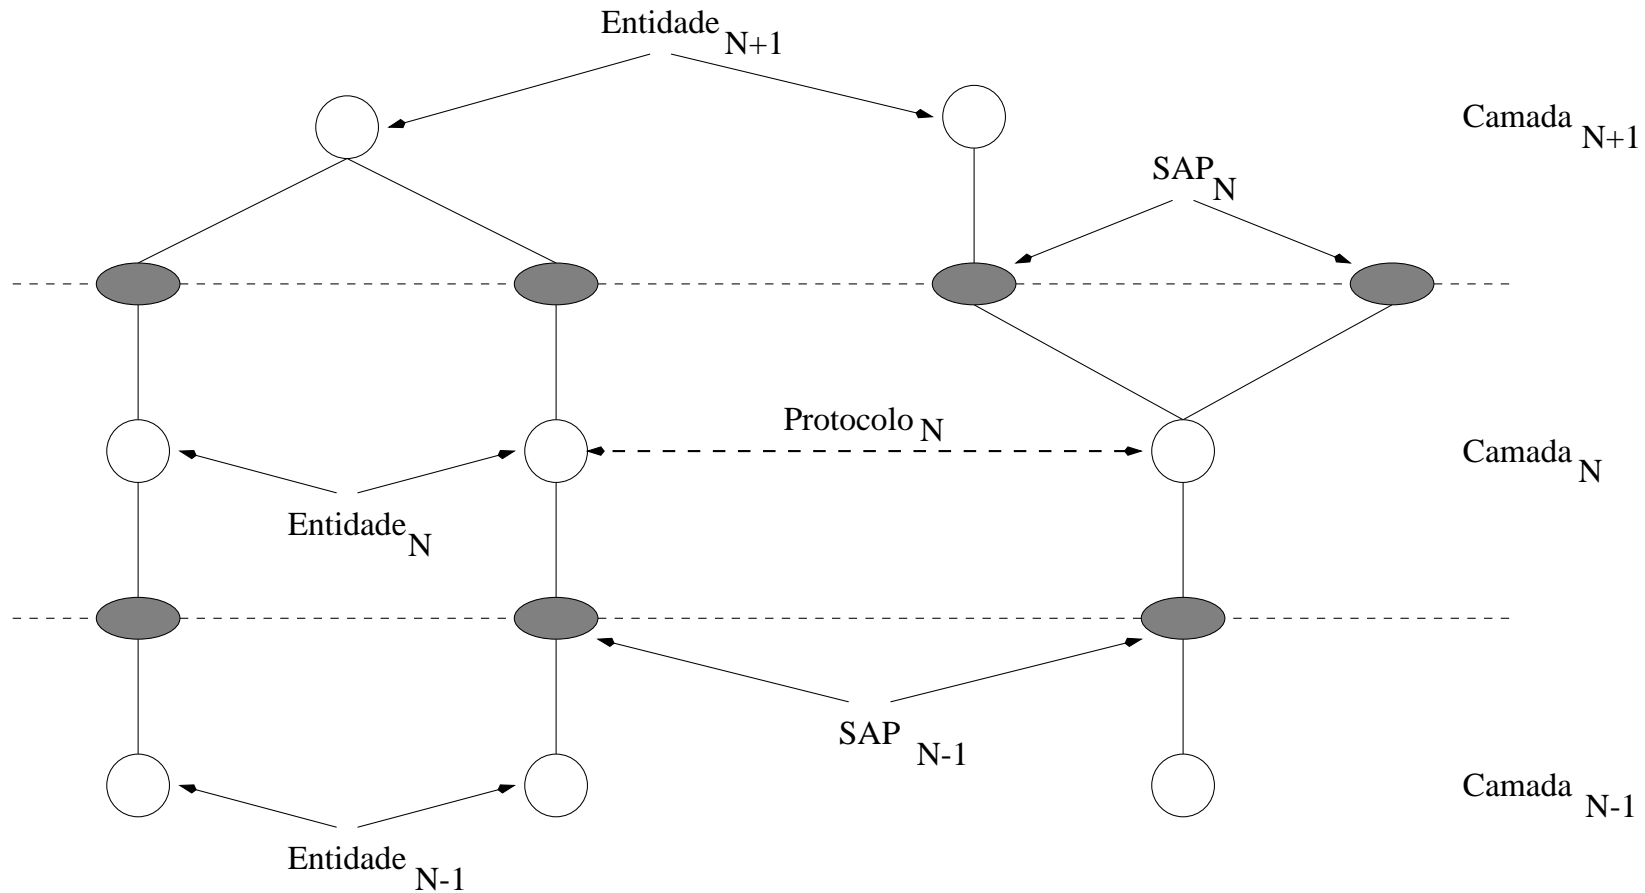 Entidade N+1
Camada N+1
SAP N
Protocolo N
Camada N
Entidade N
SAP N-1
Camada N-1
Entidade N-1